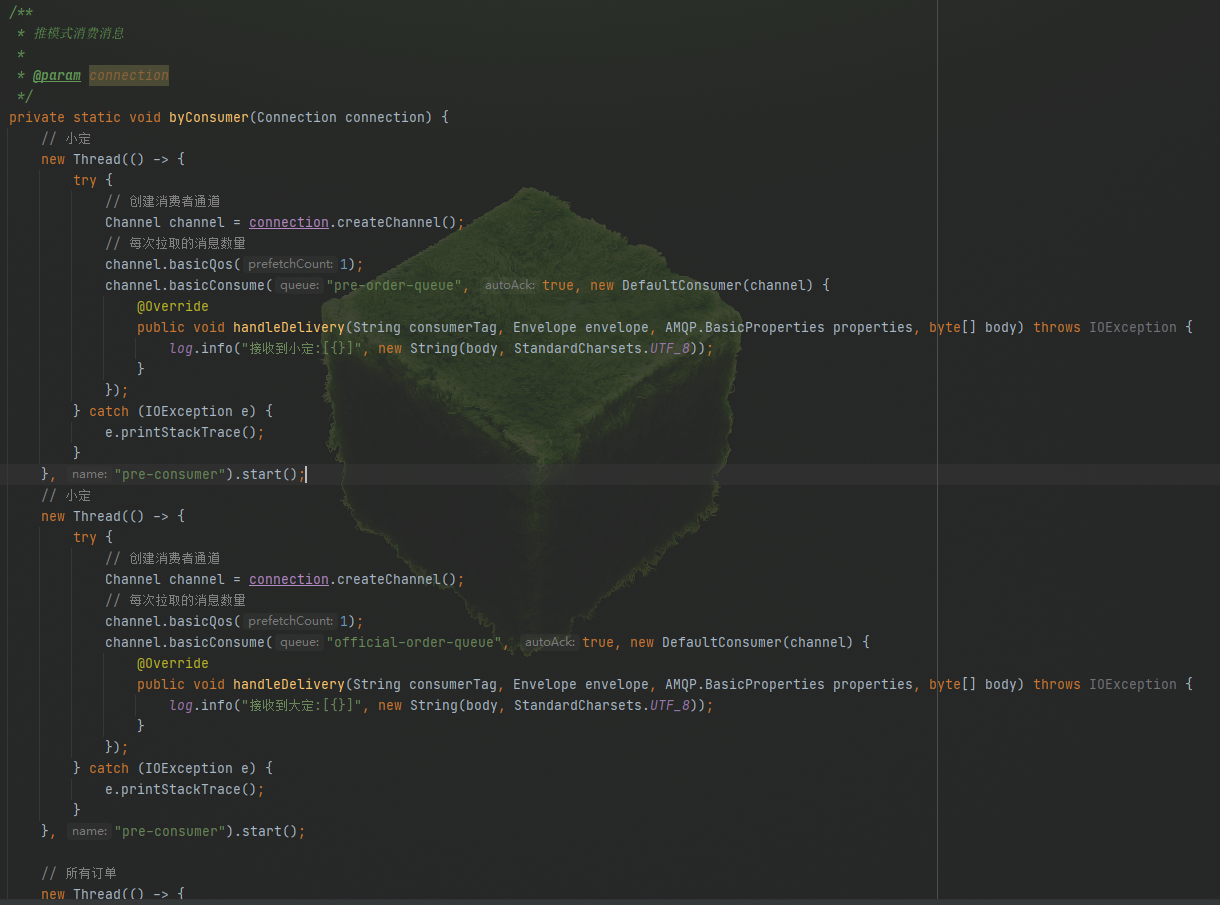 /**
 * 推模式消费消息
 *
 * @param connection
 */
private static void byConsumer(Connection connection) {
    // 小定
    new Thread(() -> {
        try {
            // 创建消费者通道
            Channel channel = connection.createChannel();
            // 每次拉取的消息数量
            channel.basicQos( prefetchCount: 1);
            channel.basicConsume( queue: "pre-order-queue", autoAck: true, new DefaultConsumer(channel) {
                @Override
                public void handleDelivery(String consumerTag, Envelope envelope, AMQP.BasicProperties properties, byte[] body) throws IOException {
                    log.info("接收到小定:[{}]", new String(body, StandardCharsets.UTF_8));
                }
            });
        } catch (IOException e) {
            e.printStackTrace();
        }
    }, name: "pre-consumer").start();
    // 小定
    new Thread(() -> {
        try {
            // 创建消费者通道
            Channel channel = connection.createChannel();
            // 每次拉取的消息数量
            channel.basicQos( prefetchCount: 1);
            channel.basicConsume( queue: "official-order-queue", autoAck: true, new DefaultConsumer(channel) {
                @Override
                public void handleDelivery(String consumerTag, Envelope envelope, AMQP.BasicProperties properties, byte[] body) throws IOException {
                    log.info("接收到大定:[{}]", new String(body, StandardCharsets.UTF_8));
                }
            });
        } catch (IOException e) {
            e.printStackTrace();
        }
    }, name: "pre-consumer").start();

    // 所有订单
    new Thread(() -> {